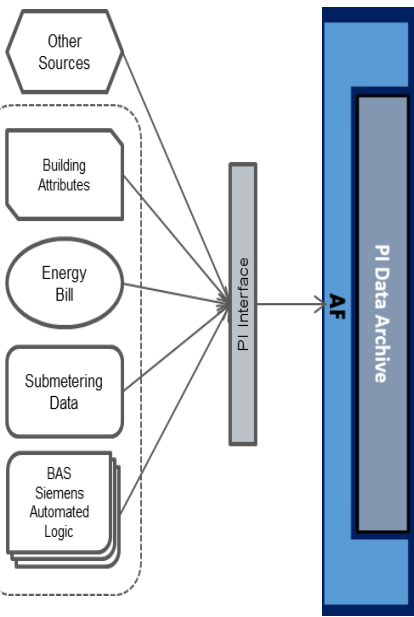 Other
Sources
Building
Attributes
Energy
Bill
Submetering
Data
BAS
Siemens
Automated
Logic
PI Interface
AF
PI Data Archive